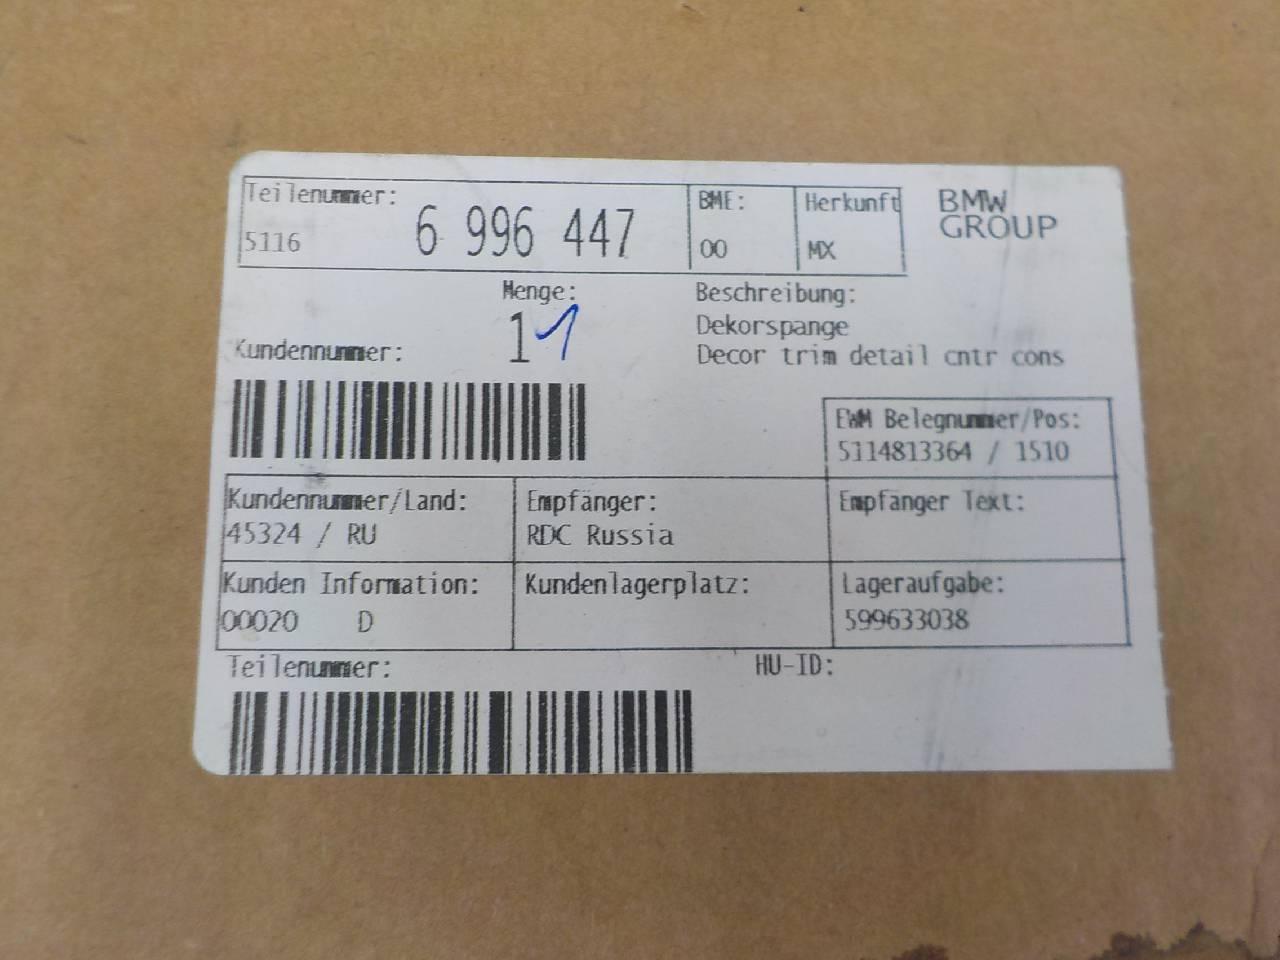 Teilenummer:
5116 6 996 447
BME:
00
Herkunft
MX
BMW
GROUP
Menge:
1 1
Beschreibung:
Dekorspange
Decor trim detail cntr cons
Kundennummer:
EWM Belegnummer/Pos:
5114813364 / 1510
Kundennummer/Land:
45324 / RU
Empfänger:
RDC Russia
Empfänger Text:
Kunden Information:
00020 D
Kundenlagerplatz:
Lageraufgabe:
599633038
Teilenummer:
HU-ID: